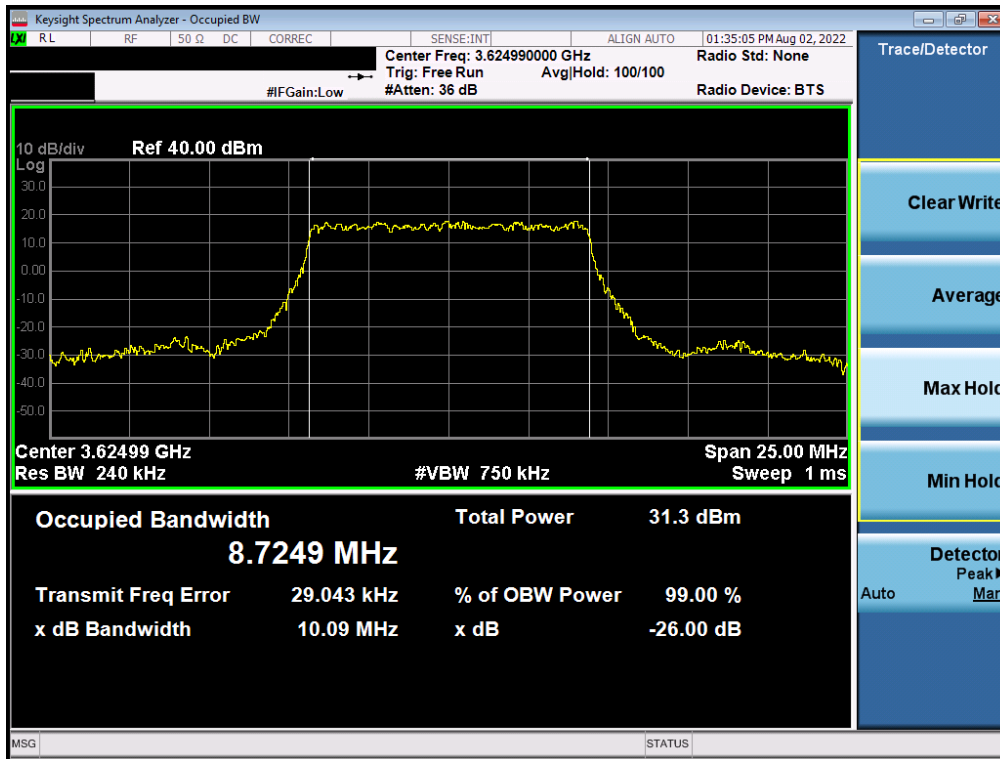 Keysight Spectrum Analyzer - Occupied BW
LXI RL RF 50 Ω DC CORREC SENSE:INT ALIGN AUTO 01:35:05 PM Aug 02, 2022
Center Freq: 3.624990000 GHz Radio Std: None
Trig: Free Run Avg|Hold: 100/100
#IFGain:Low #Atten: 36 dB Radio Device: BTS
Trace/Detector
10 dB/div Ref 40.00 dBm
Log
30.0
20.0
10.0
0.00
-10.0
-20.0
-30.0
-40.0
-50.0
Center 3.62499 GHz Span 25.00 MHz
Res BW 240 kHz #VBW 750 kHz Sweep 1 ms
Occupied Bandwidth Total Power 31.3 dBm
8.7249 MHz
Transmit Freq Error 29.043 kHz % of OBW Power 99.00 %
x dB Bandwidth 10.09 MHz x dB -26.00 dB
Clear Write
Average
Max Hold
Min Hold
Detector
Peak
Auto Man
MSG STATUS